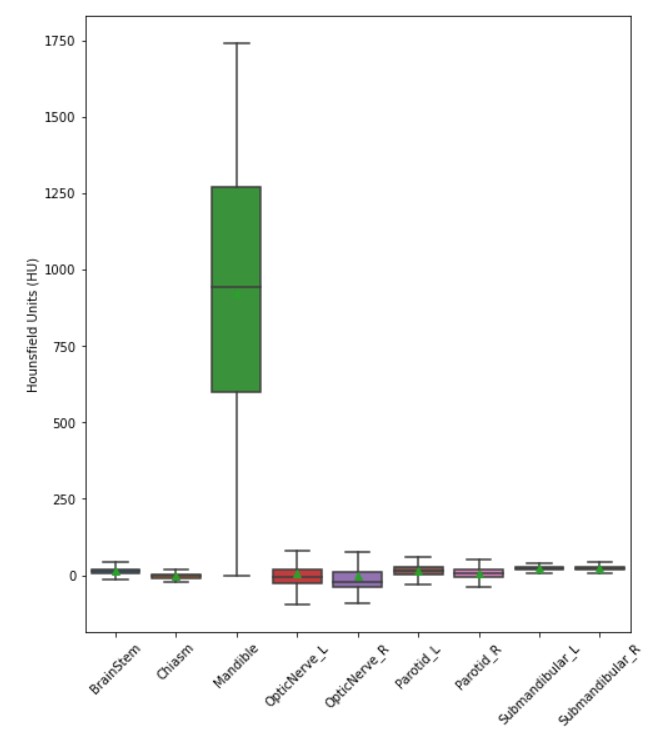 1750
1500
1250
1000
750
500
250
0
Hounsfield Units (HU)
BrainStem
Chiasm
Mandible
OpticNerve_L
OpticNerve_R
Parotid_L
Parotid_R
Submandibular_L
Submandibular_R